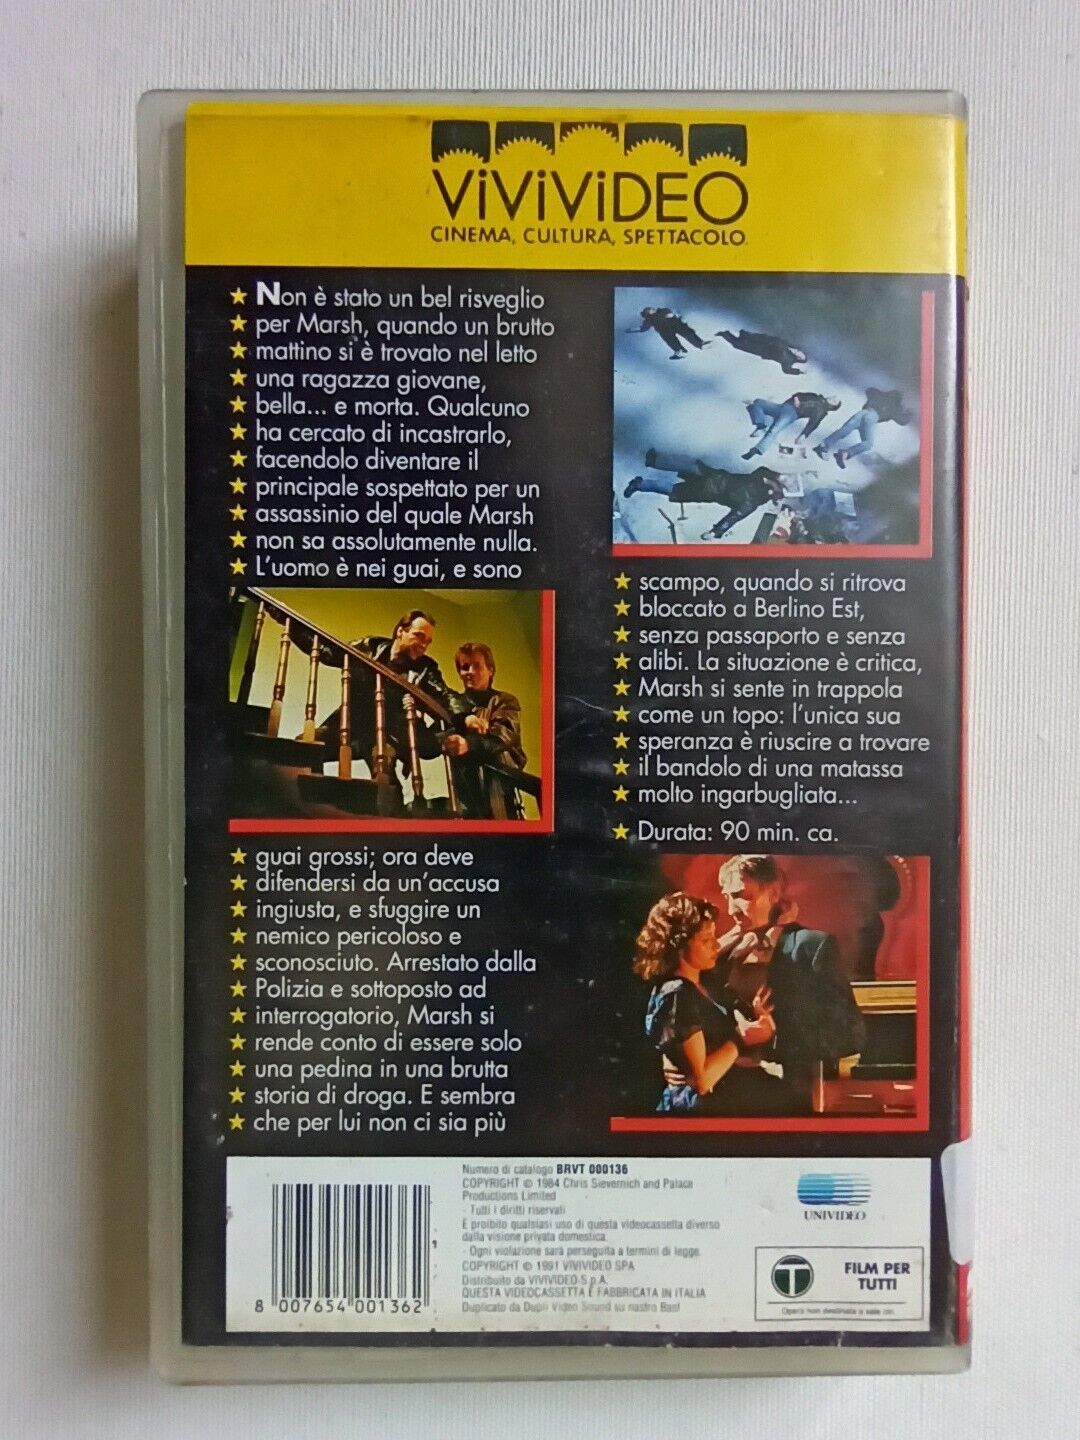 ViViViDEO
CINEMA, CULTURA, SPETTACOLO.
Non è stato un bel risveglio
per Marsh, quando un brutto
mattino si è trovato nel letto
una ragazza giovane,
bella... e morta. Qualcuno
ha cercato di incastrarlo,
facendolo diventare il
principale sospettato per un
assassinio del quale Marsh
non sa assolutamente nulla.
L'uomo è nei guai, e sono
guai grossi; ora deve
difendersi da un'accusa
ingiusta, e sfuggire un
nemico pericoloso e
sconosciuto. Arrestato dalla
Polizia e sottoposto ad
interrogatorio, Marsh si
rende conto di essere solo
una pedina in una brutta
storia di droga. E sembra
che per lui non ci sia più
scampo, quando si ritrova
bloccato a Berlino Est,
senza passaporto e senza
alibi. La situazione è critica,
Marsh si sente in trappola
come un topo: l'unica sua
speranza è riuscire a trovare
il bandolo di una matassa
molto ingarbugliata...
Durata: 90 min. ca.
8 007654 001362
Numero di catalogo BRVT 000136
COPYRIGHT © 1984 Chris Sievernich and Palace
Productions Limited
- Tutti i diritti riservati
È proibito qualsiasi uso di questa videocassetta diverso
dalla visione privata domestica.
- Ogni violazione sarà perseguita a termini di legge.
COPYRIGHT © 1991 VIVIVIDEO SPA
Distribuito da VIVIVIDEO S.p.A.
QUESTA VIDEOCASSETTA È FABBRICATA IN ITALIA
Duplicato da Dupli Video Sound su nastro Basf
UNIVIDEO
T
FILM PER
TUTTI
Opera non destinata a sale cin.